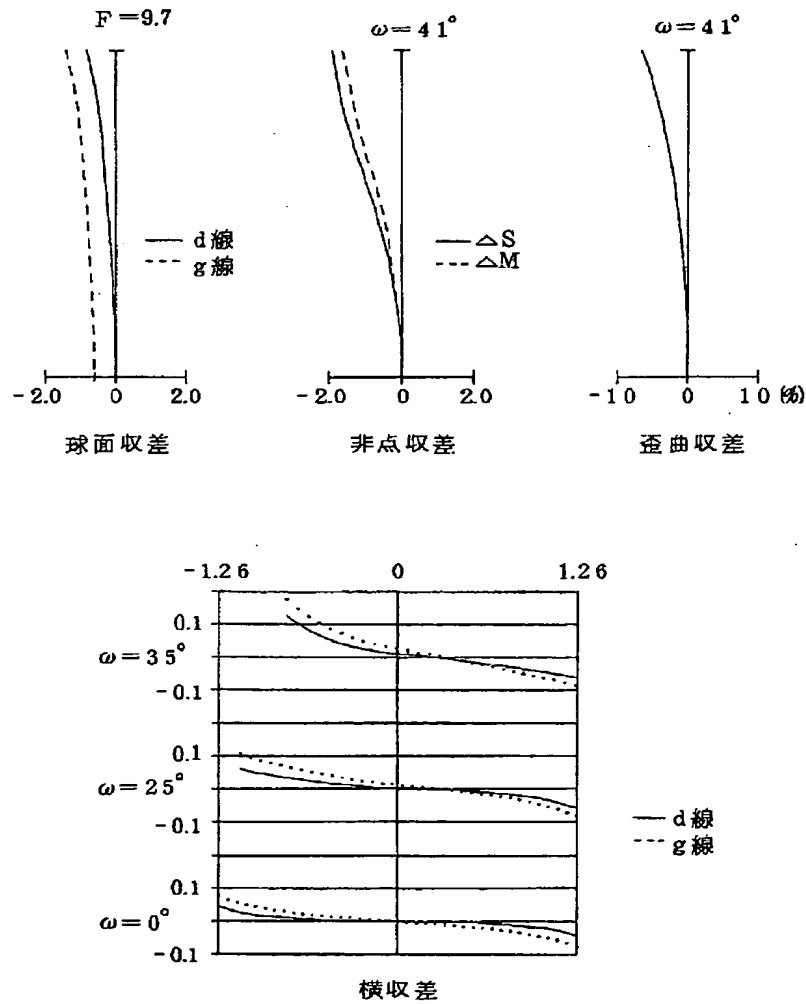 F=9.7
ω=41°
ω=41°
d線
g線
△S
△M
-2.0 0 2.0
-2.0 0 2.0
-10 0 10 (%)
球面収差
非点収差
歪曲収差
-1.26 0 1.26
0.1
ω=35°
-0.1
0.1
ω=25°
-0.1
d線
g線
0.1
ω=0°
-0.1
横収差